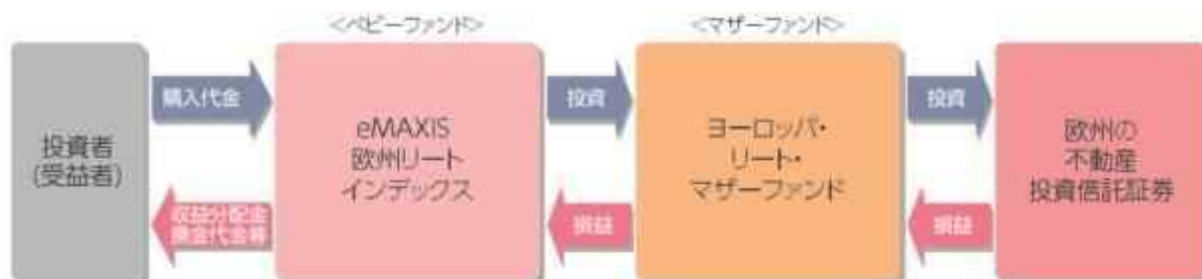 <ベビーファンド>
<マザーファンド>
投資者
(受益者)
購入代金
収益分配金
換金代金等
eMAXIS
欧州リート
インデックス
投資
損益
ヨーロッパ・
リート・
マザーファンド
投資
損益
欧州の
不動産
投資信託証券